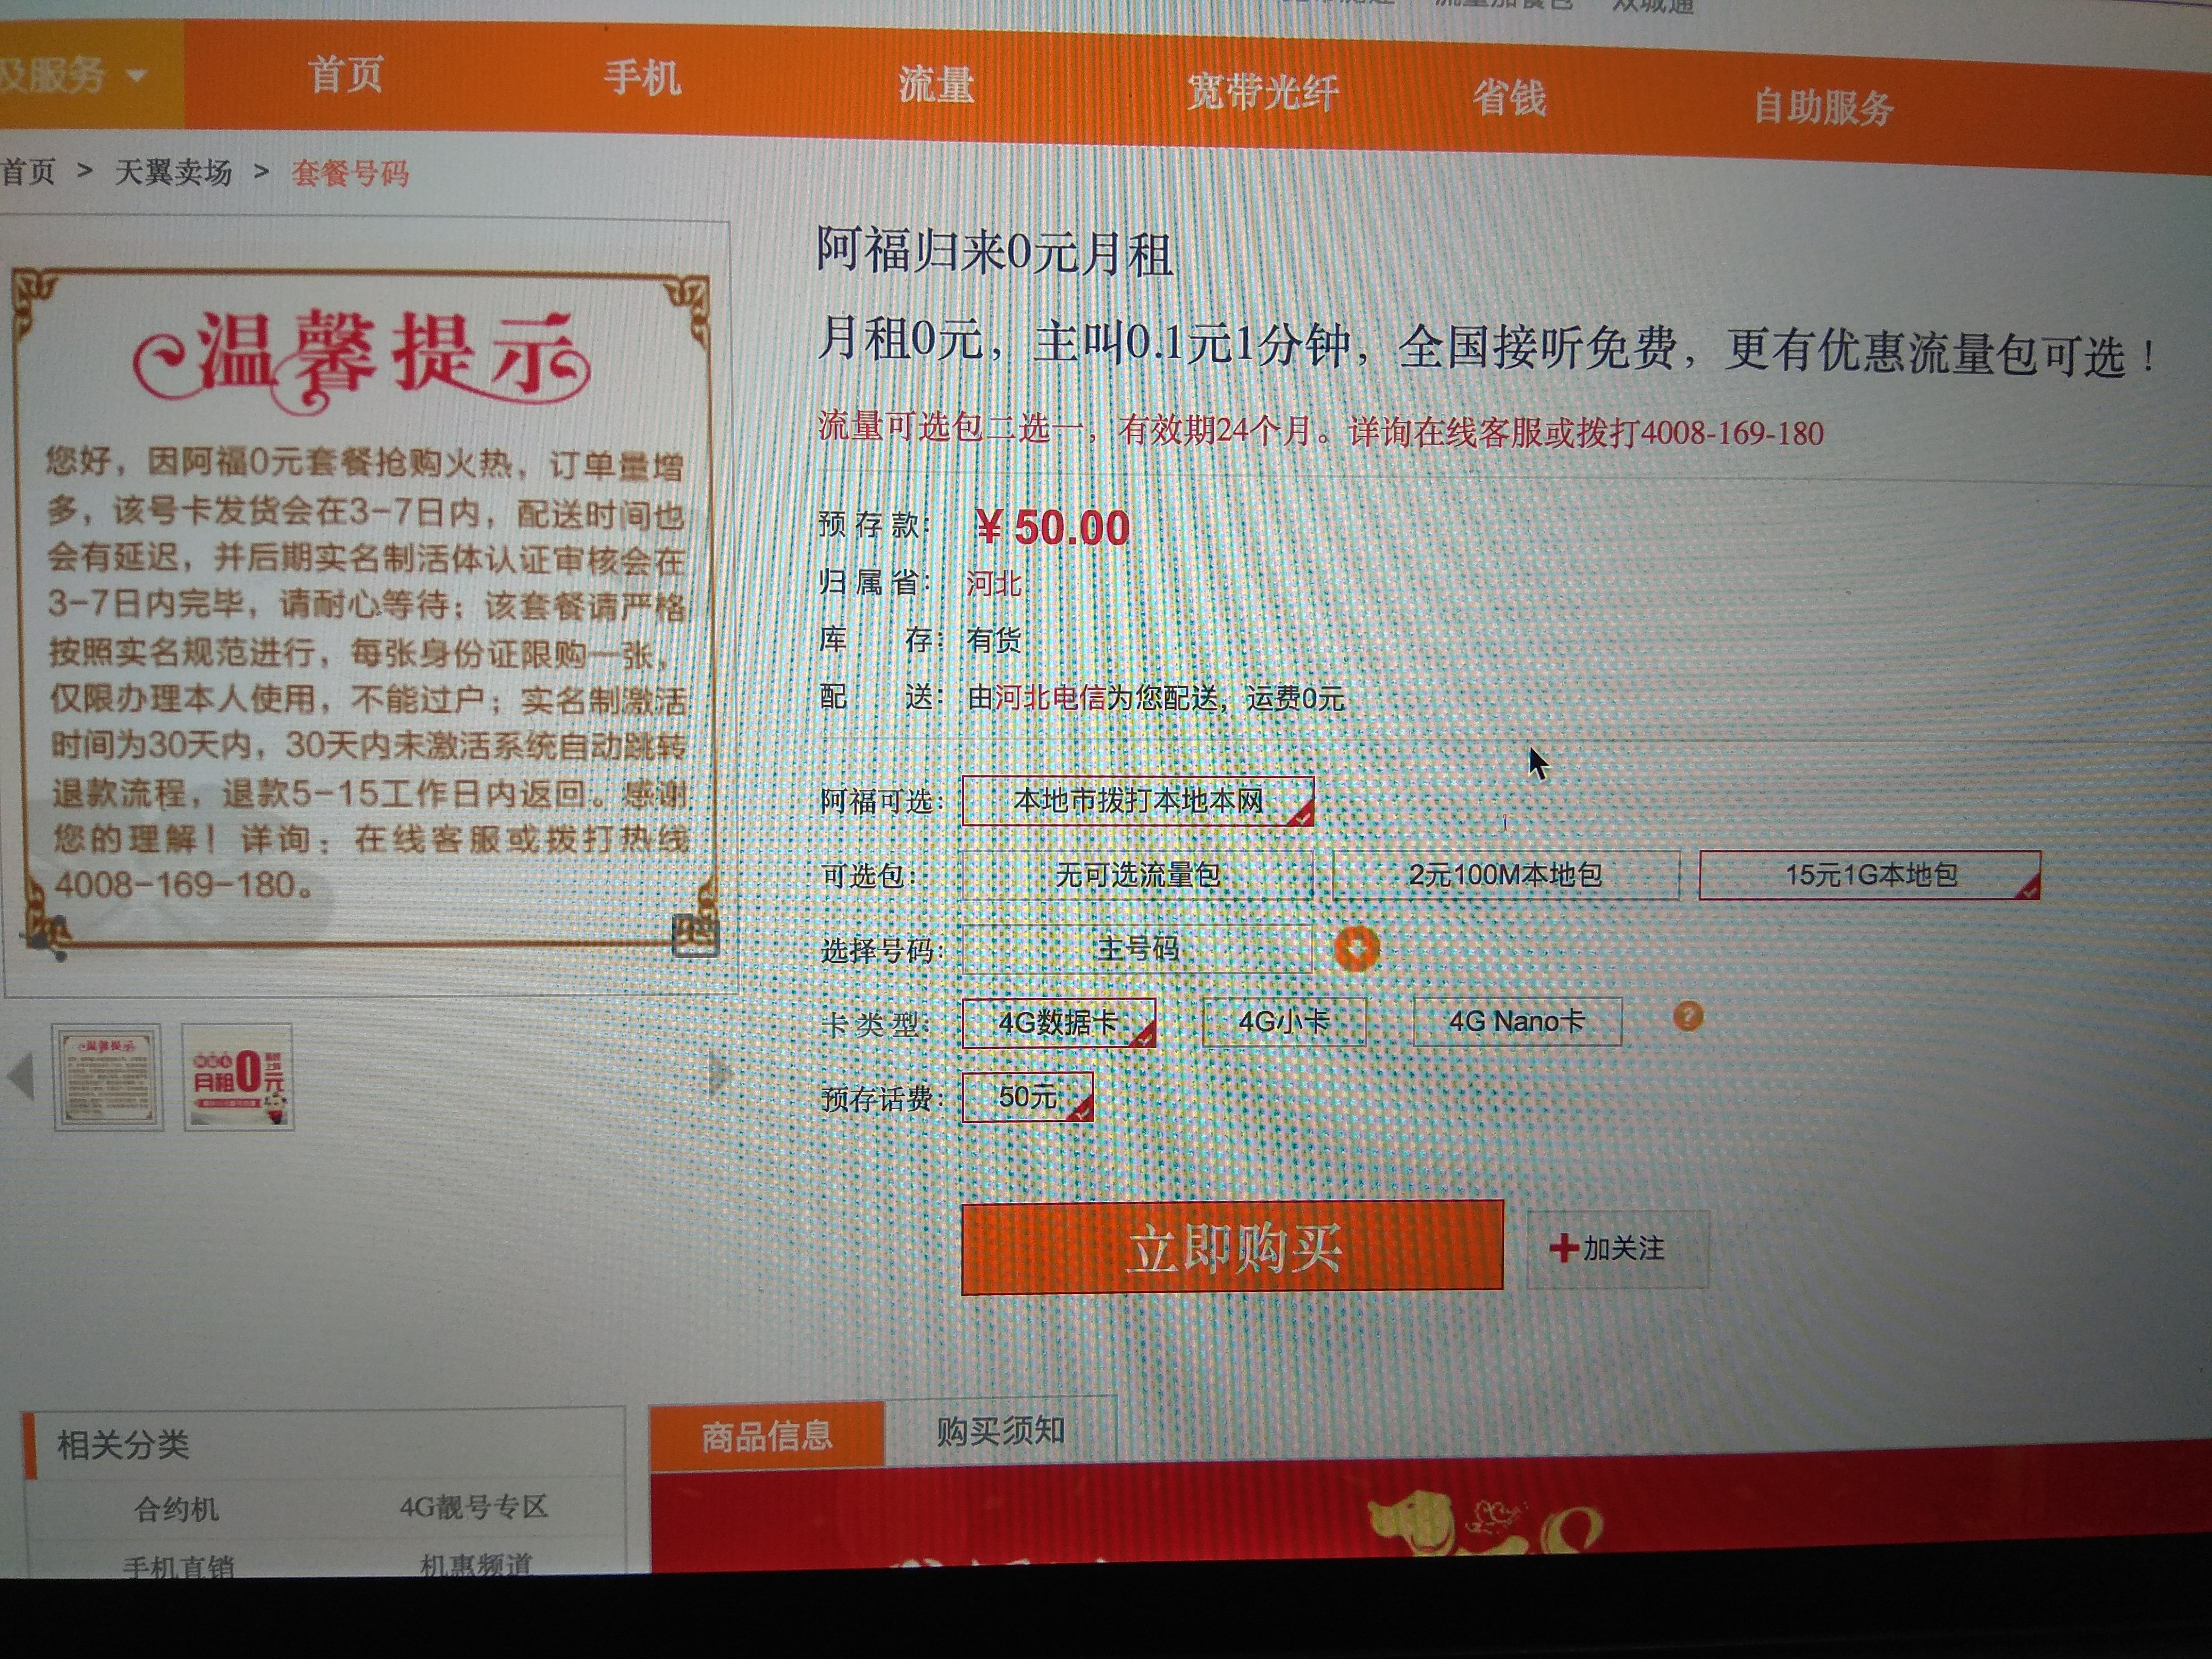 及服务
首页
手机
流量
宽带光纤
省钱
自助服务
首页 > 天翼卖场 > 套餐号码
温馨提示
您好，因阿福0元套餐抢购火热，订单量增
多，该号卡发货会在3-7日内，配送时间也
会有延迟，并后期实名制活体认证审核会在
3-7日内完毕，请耐心等待；该套餐请严格
按照实名规范进行，每张身份证限购一张，
仅限办理本人使用，不能过户；实名制激活
时间为30天内，30天内未激活系统自动跳转
退款流程，退款5-15工作日内返回。感谢
您的理解！详询：在线客服或拨打热线
4008-169-180。
温馨提示
月租0元
阿福归来0元月租
月租0元，主叫0.1元1分钟，全国接听免费，更有优惠流量包可选！
流量可选包二选一，有效期24个月。详询在线客服或拨打4008-169-180
预存款： ¥ 50.00
归属省： 河北
库存： 有货
配送： 由河北电信为您配送，运费0元
阿福可选： 本地市拨打本地本网
可选包： 无可选流量包 2元100M本地包 15元1G本地包
选择号码： 主号码
卡类型： 4G数据卡 4G小卡 4G Nano卡 ?
预存话费： 50元
立即购买
加关注
相关分类
合约机 4G靓号专区
手机直销 机惠频道
商品信息
购买须知